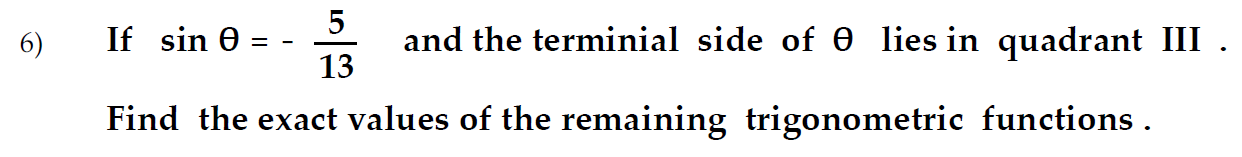 6) If sin θ = - 5/13 and the terminial side of θ lies in quadrant III .
Find the exact values of the remaining trigonometric functions .